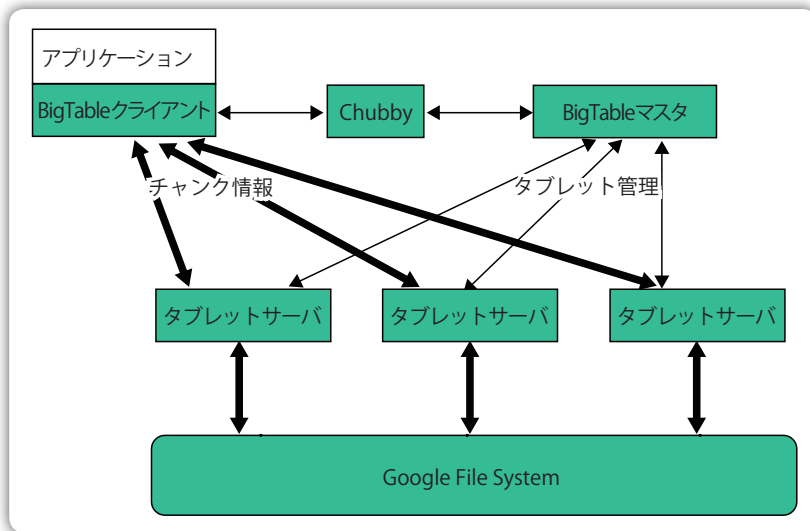 アプリケーション
BigTableクライアント
Chubby
BigTableマスタ
チャンク情報
タブレット管理
タブレットサーバ
タブレットサーバ
タブレットサーバ
Google File System